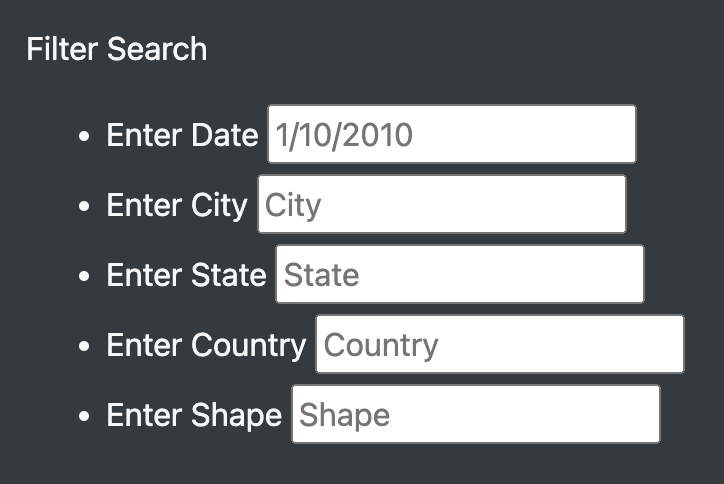 Filter Search
• Enter Date 1/10/2010
• Enter City City
• Enter State State
• Enter Country Country
• Enter Shape Shape